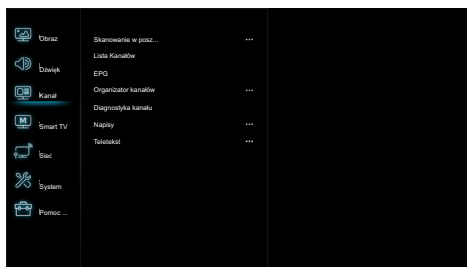 Obraz
Dźwięk
Kanał
Smart TV
Sieć
System
Pomoc ...
Skanowanie w posz... ...
Lista Kanałów
EPG
Organizator kanałów ...
Diagnostyka kanału
Napisy ...
Teletekst ...
M